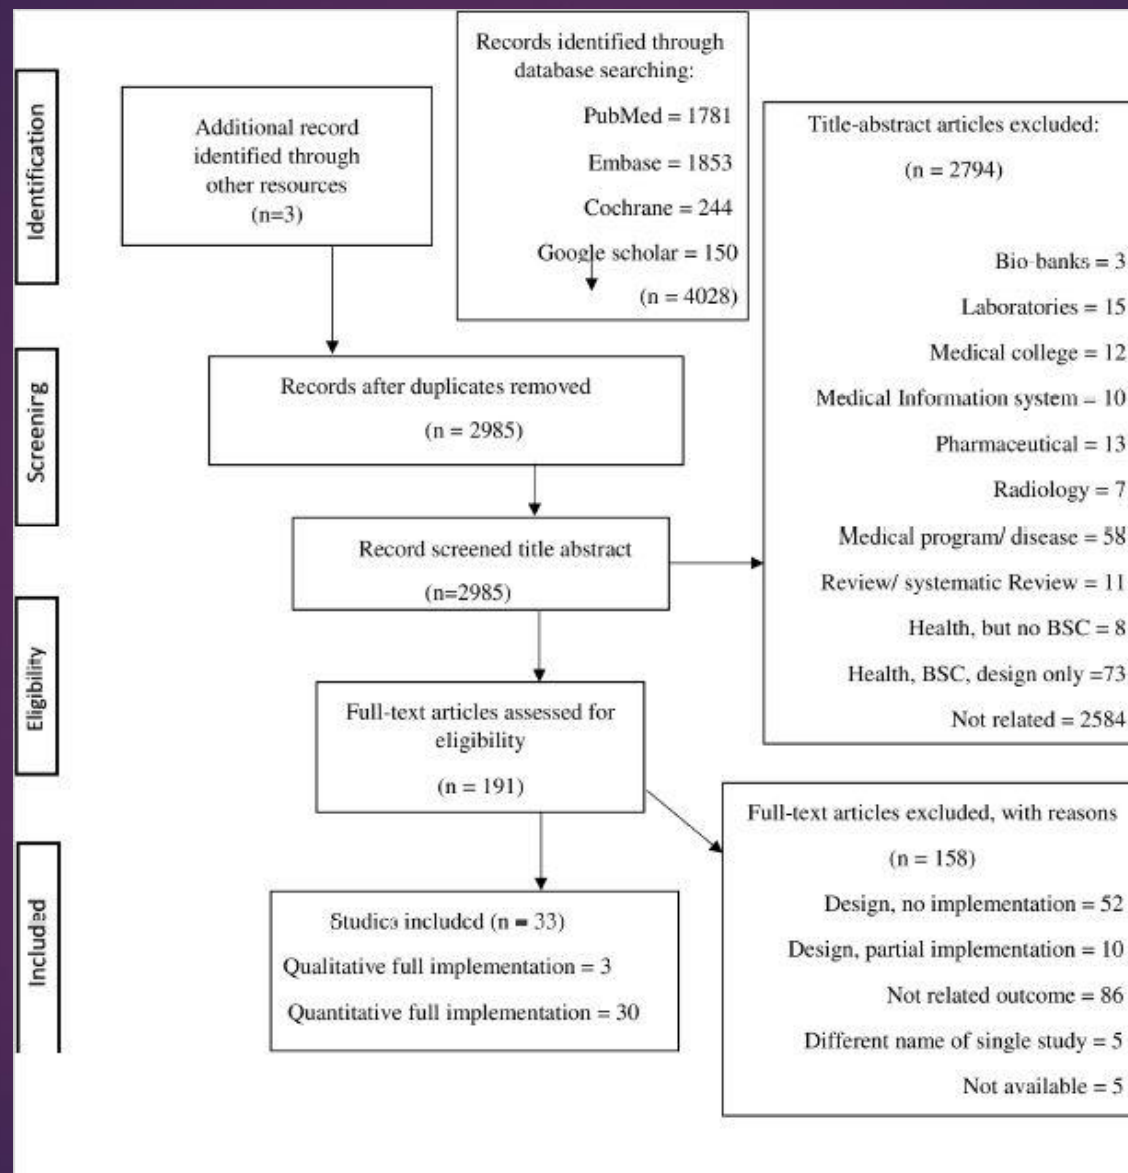 Identification
Additional record
identified through
other resources
(n=3)
Records identified through
database searching:
PubMed = 1781
Embase = 1853
Cochrane = 244
Google scholar = 150
(n = 4028)
Title-abstract articles excluded:
(n = 2794)
Bio-banks = 3
Laboratories = 15
Medical college = 12
Medical Information system = 10
Pharmaceutical = 13
Radiology = 7
Medical program/ disease = 58
Review/ systematic Review = 11
Health, but no BSC = 8
Health, BSC, design only =73
Not related = 2584
Screening
Records after duplicates removed
(n = 2985)
Record screened title abstract
(n=2985)
Eligibility
Full-text articles assessed for
eligibility
(n = 191)
Full-text articles excluded, with reasons
(n = 158)
Design, no implementation = 52
Design, partial implementation = 10
Not related outcome = 86
Different name of single study = 5
Not available = 5
Included
Studies included (n = 33)
Qualitative full implementation = 3
Quantitative full implementation = 30